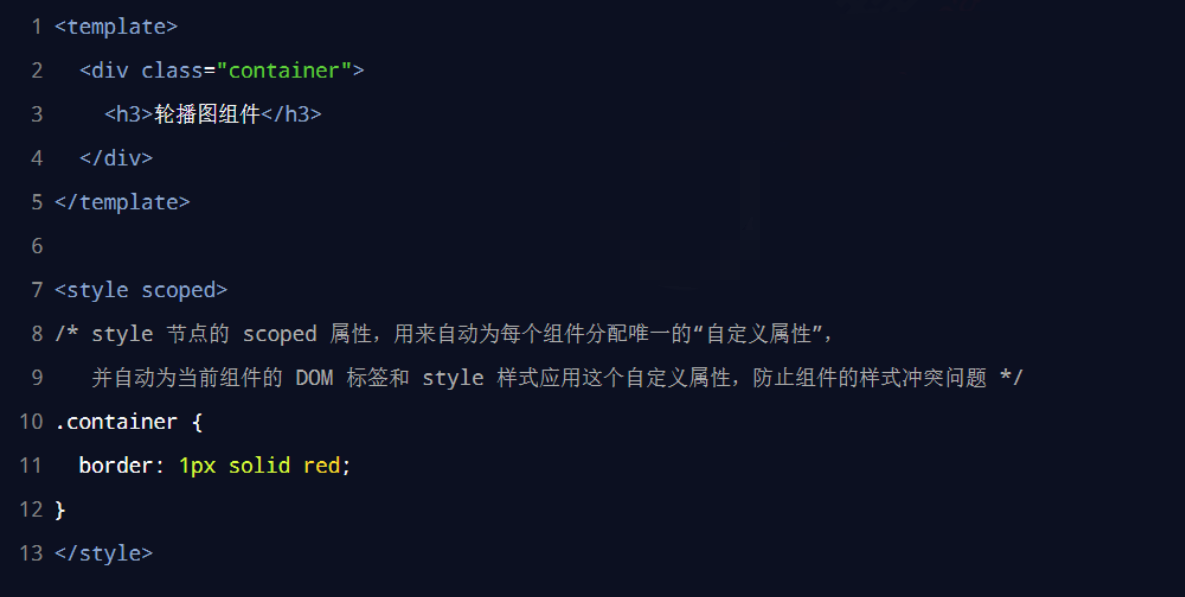 1 <template>
2   <div class="container">
3     <h3>轮播图组件</h3>
4   </div>
5 </template>
6
7 <style scoped>
8 /* style 节点的 scoped 属性，用来自动为每个组件分配唯一的“自定义属性”，
9    并自动为当前组件的 DOM 标签和 style 样式应用这个自定义属性，防止组件的样式冲突问题 */
10 .container {
11   border: 1px solid red;
12 }
13 </style>